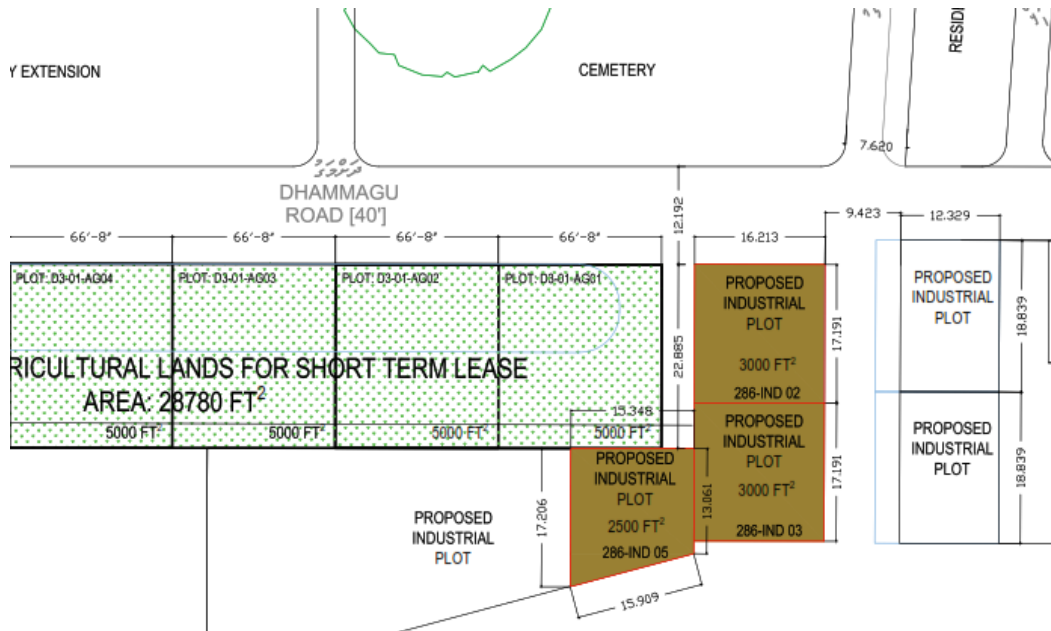 Y EXTENSION
CEMETERY
RESIDI
7.620
ދަށްމަގު
DHAMMAGU
ROAD [40']
12.192
9.423
12.329
66'-8"
66'-8"
66'-8"
66'-8"
16.213
PLOT: D3-01-AG04
PLOT: D3-01-AG03
PLOT: D3-01-AG02
PLOT: D3-01-AG01
PROPOSED
INDUSTRIAL
PLOT
3000 FT²
286-IND 02
17.191
PROPOSED
INDUSTRIAL
PLOT
18.839
22.885
RICULTURAL LANDS FOR SHORT TERM LEASE
AREA: 28780 FT²
5000 FT²
5000 FT²
5000 FT²
5000 FT²
15.348
PROPOSED
INDUSTRIAL
PLOT
3000 FT²
286-IND 03
17.191
PROPOSED
INDUSTRIAL
PLOT
18.839
PROPOSED
INDUSTRIAL
PLOT
17.206
PROPOSED
INDUSTRIAL
PLOT
2500 FT²
286-IND 05
13.061
15.909